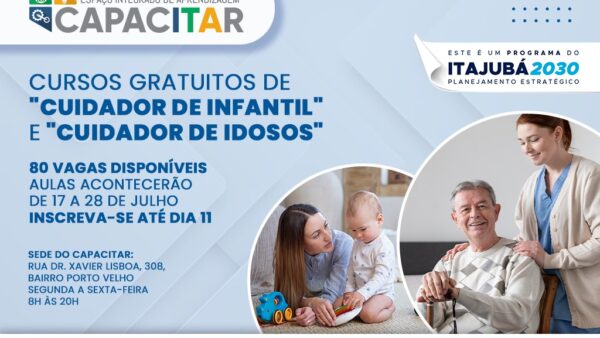 ESPAÇO INTEGRADO DE APRENDIZAGEM
CAPACITAR
ESTE É UM PROGRAMA DO
ITAJUBÁ2030
PLANEJAMENTO ESTRATÉGICO
CURSOS GRATUITOS DE
"CUIDADOR DE INFANTIL"
E "CUIDADOR DE IDOSOS"
80 VAGAS DISPONÍVEIS
AULAS ACONTECERÃO
DE 17 A 28 DE JULHO
INSCREVA-SE ATÉ DIA 11
SEDE DO CAPACITAR:
RUA DR. XAVIER LISBOA, 308,
BAIRRO PORTO VELHO
SEGUNDA A SEXTA-FEIRA
8H ÀS 20H